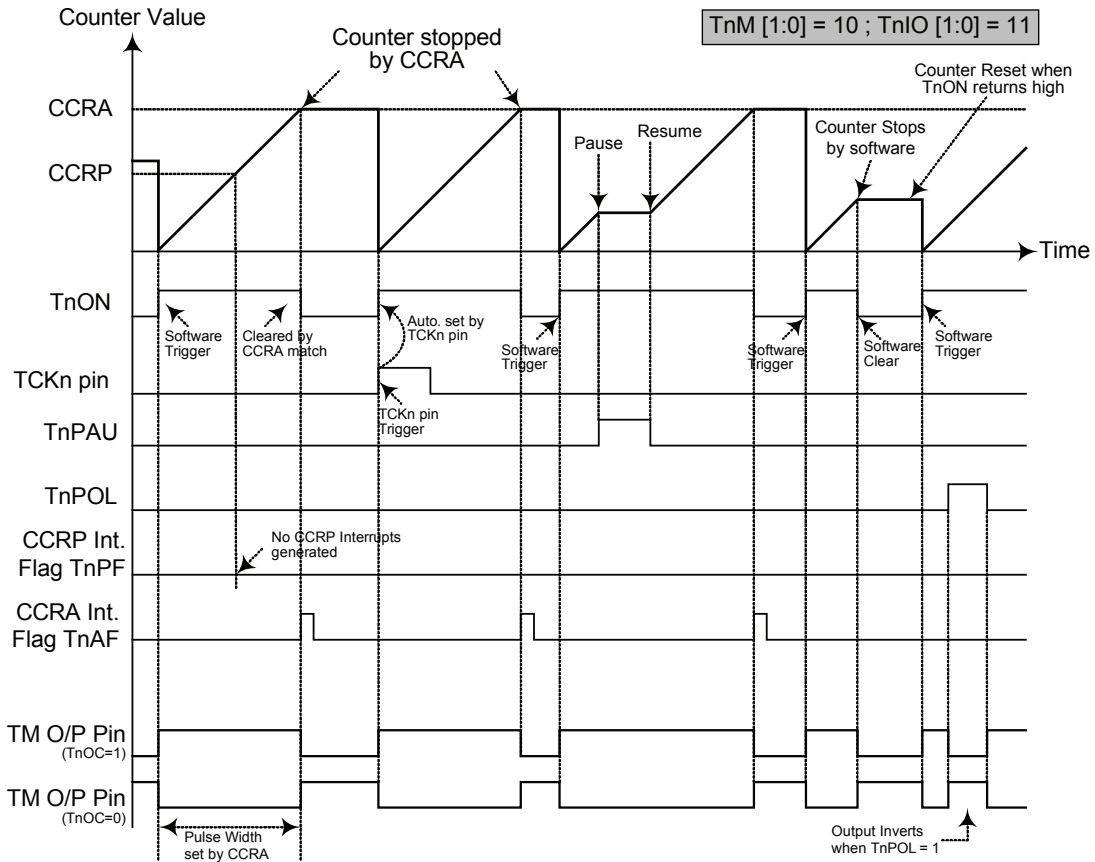 Counter Value
TnM [1:0] = 10 ; TnIO [1:0] = 11
Counter stopped
by CCRA
Counter Reset when
TnON returns high
CCRA
Pause
Resume
Counter Stops
by software
CCRP
Time
TnON
Software
Trigger
Cleared by
CCRA match
Auto. set by
TCKn pin
Software
Trigger
Software
Trigger
Software
Clear
Software
Trigger
TCKn pin
TCKn pin
Trigger
TnPAU
TnPOL
CCRP Int.
Flag TnPF
No CCRP Interrupts
generated
CCRA Int.
Flag TnAF
TM O/P Pin
(TnOC=1)
TM O/P Pin
(TnOC=0)
Pulse Width
set by CCRA
Output Inverts
when TnPOL = 1